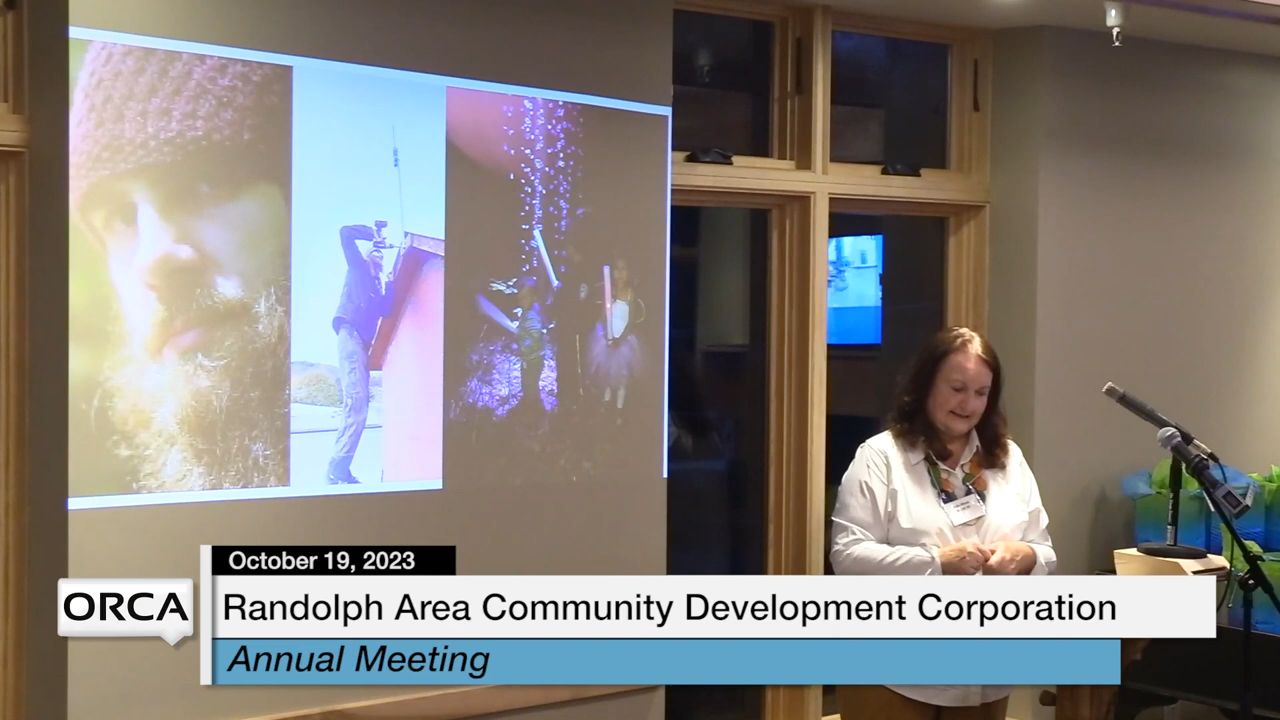 October 19, 2023
ORCA
Randolph Area Community Development Corporation
Annual Meeting